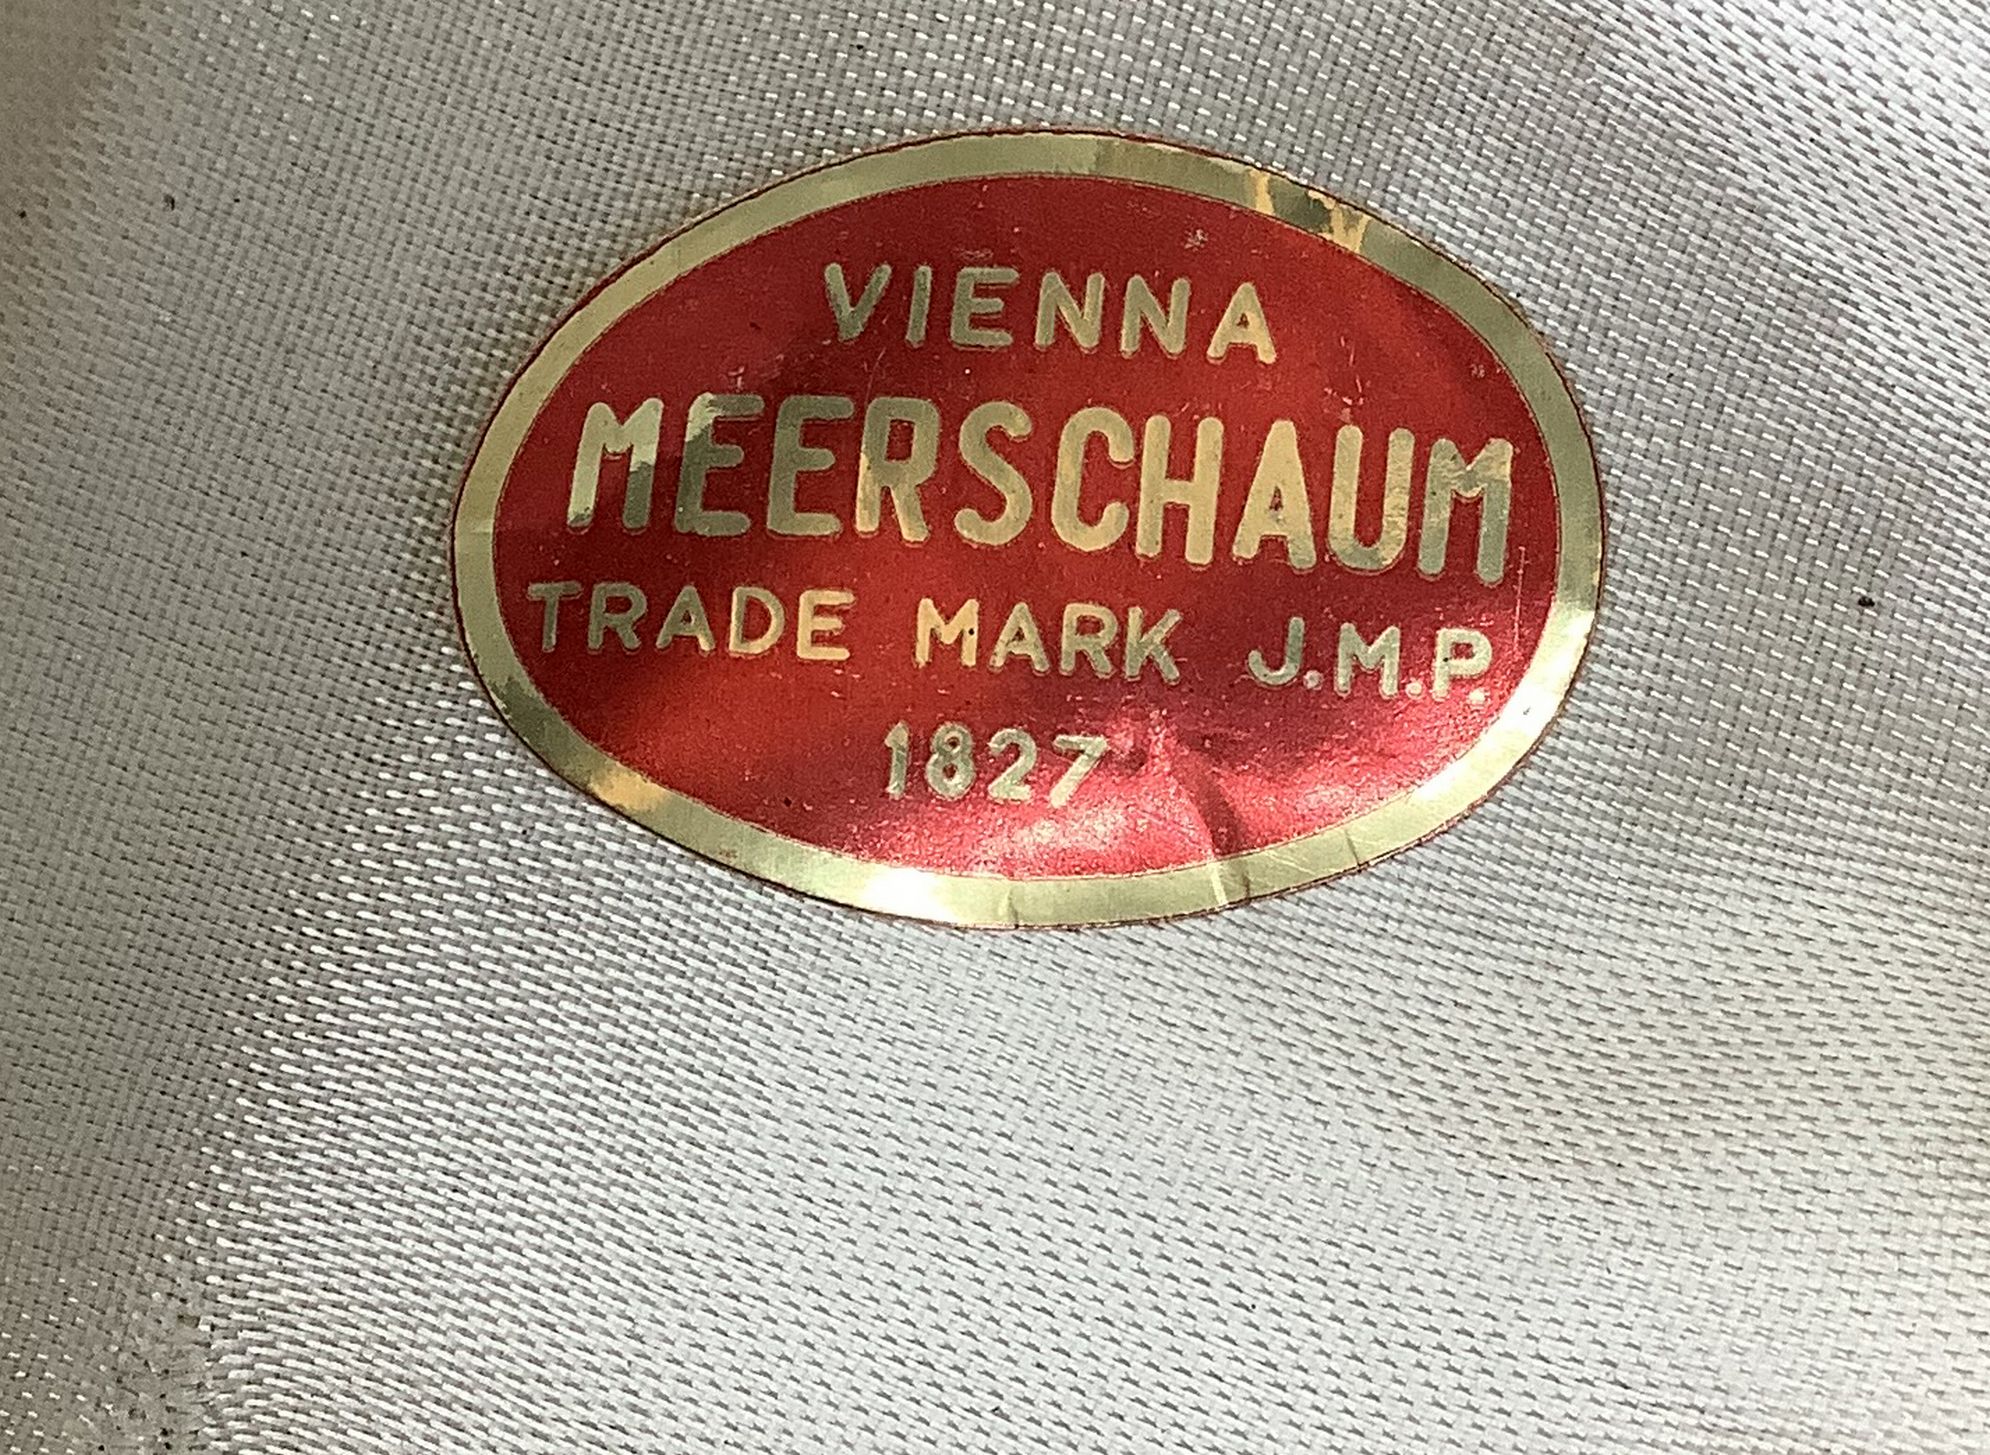 VIENNA
MEERSCHAUM
TRADE MARK J.M.P.
1827